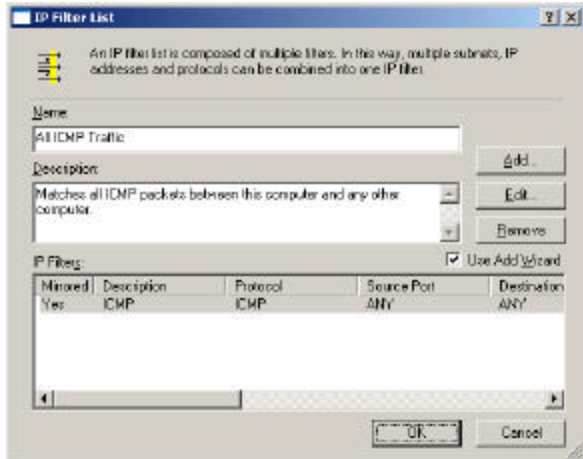 IP Filter List
An IP filter list is composed of multiple filters. In this way, multiple subnets, IP
addresses and protocols can be combined into one IP filter.
Name:
All ICMP Traffic
Description:
Matches all ICMP packets between this computer and any other
computer.
Add...
Edit...
Remove
IP Filters:
Use Add Wizard
Mirrored Description Protocol Source Port Destination
Yes ICMP ICMP ANY ANY
OK Cancel